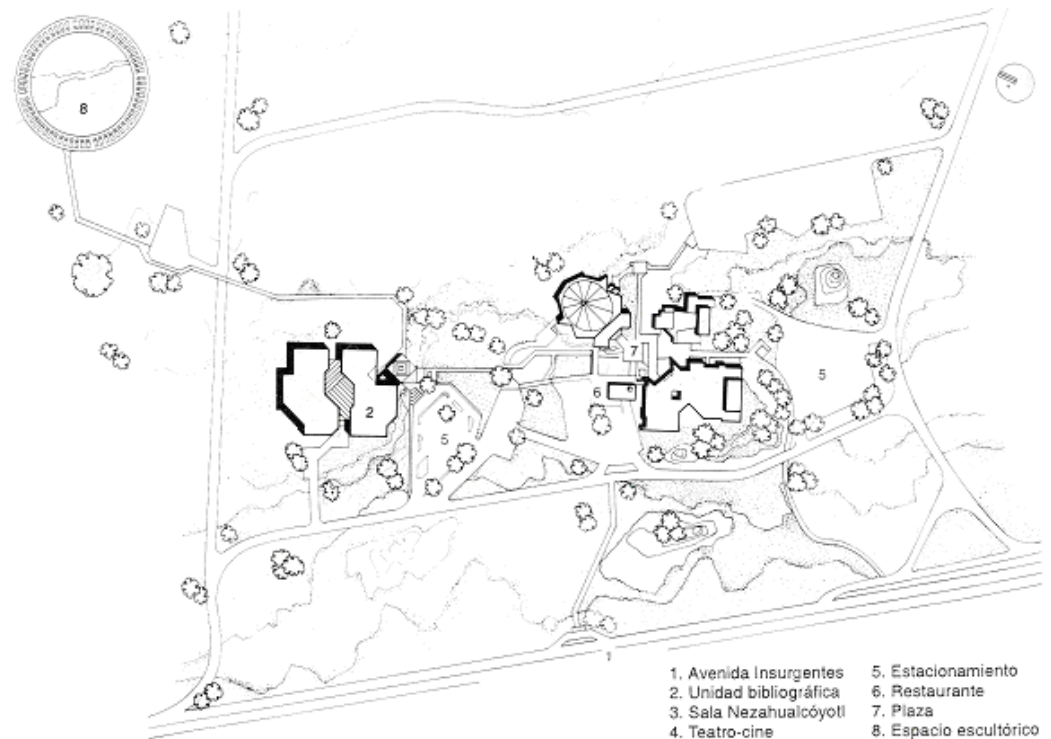 8
7
5
6
2
5
1
1. Avenida Insurgentes
2. Unidad bibliográfica
3. Sala Nezahualcóyotl
4. Teatro-cine
5. Estacionamiento
6. Restaurante
7. Plaza
8. Espacio escultórico